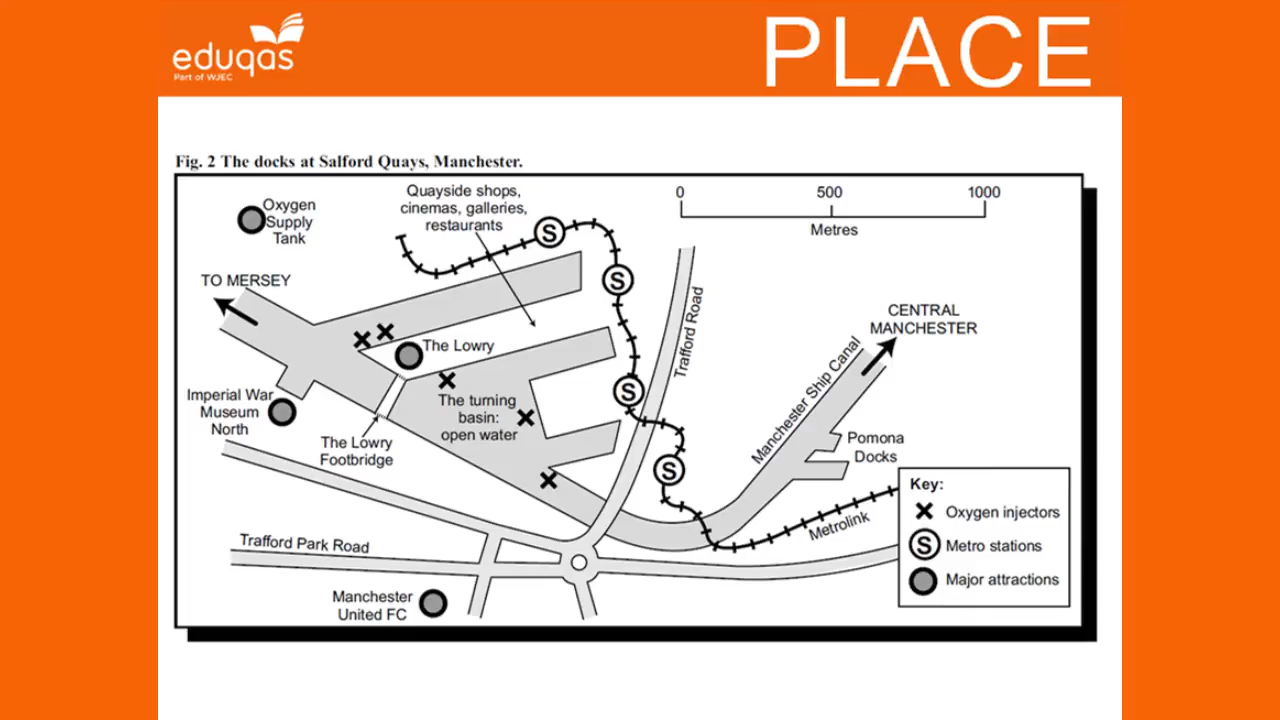 eduqas
Part of WJEC
PLACE
Fig. 2 The docks at Salford Quays, Manchester.
Oxygen
Supply
Tank
Quayside shops,
cinemas, galleries,
restaurants
0 500 1000
Metres
S
S
S
S
TO MERSEY
CENTRAL
MANCHESTER
Trafford Road
Manchester Ship Canal
The Lowry
Imperial War
Museum
North
The turning
basin:
open water
The Lowry
Footbridge
Pomona
Docks
Metrolink
Trafford Park Road
Manchester
United FC
Key:
Oxygen injectors
S Metro stations
Major attractions